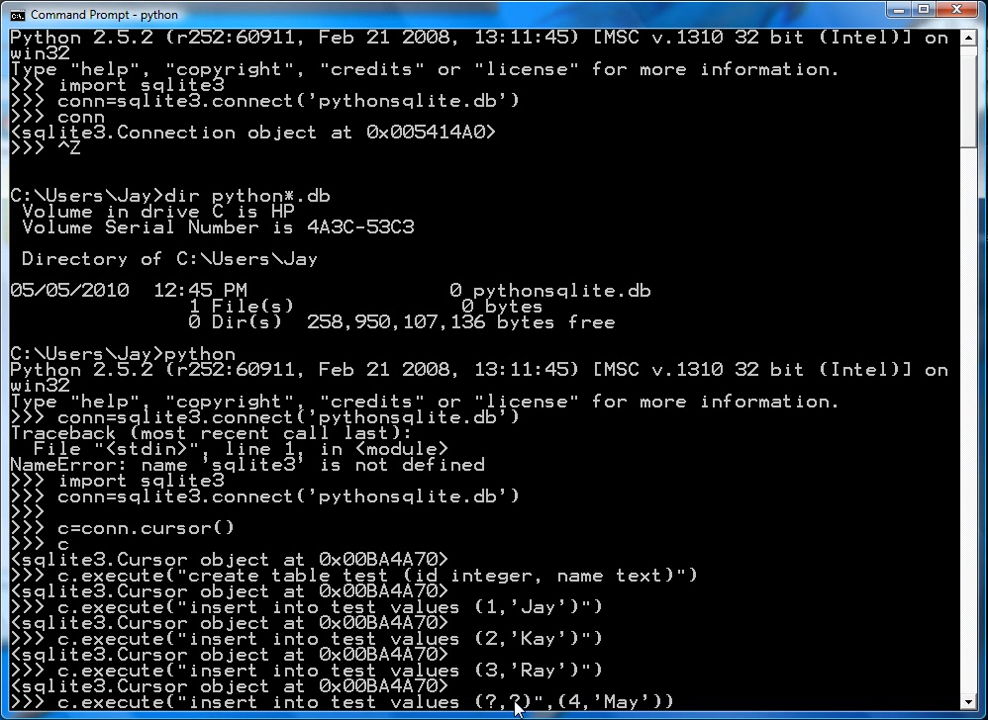 Command Prompt - python
Python 2.5.2 (r252:60911, Feb 21 2008, 13:11:45) [MSC v.1310 32 bit (Intel)] on
win32
Type "help", "copyright", "credits" or "license" for more information.
>>> import sqlite3
>>> conn=sqlite3.connect('pythonsqlite.db')
>>> conn
<sqlite3.Connection object at 0x005414A0>
>>> ^Z
C:\Users\Jay>dir python*.db
Volume in drive C is HP
Volume Serial Number is 4A3C-53C3
Directory of C:\Users\Jay
05/05/2010  12:45 PM                 0 pythonsqlite.db
1 File(s)              0 bytes
0 Dir(s)  258,950,107,136 bytes free
C:\Users\Jay>python
Python 2.5.2 (r252:60911, Feb 21 2008, 13:11:45) [MSC v.1310 32 bit (Intel)] on
win32
Type "help", "copyright", "credits" or "license" for more information.
>>> conn=sqlite3.connect('pythonsqlite.db')
Traceback (most recent call last):
File "<stdin>", line 1, in <module>
NameError: name 'sqlite3' is not defined
>>> import sqlite3
>>> conn=sqlite3.connect('pythonsqlite.db')
>>>
>>> c=conn.cursor()
>>> c
<sqlite3.Cursor object at 0x00BA4A70>
>>> c.execute("create table test (id integer, name text)")
<sqlite3.Cursor object at 0x00BA4A70>
>>> c.execute("insert into test values (1,'Jay')")
<sqlite3.Cursor object at 0x00BA4A70>
>>> c.execute("insert into test values (2,'Kay')")
<sqlite3.Cursor object at 0x00BA4A70>
>>> c.execute("insert into test values (3,'Ray')")
<sqlite3.Cursor object at 0x00BA4A70>
>>> c.execute("insert into test values (?,?)",(4,'May'))